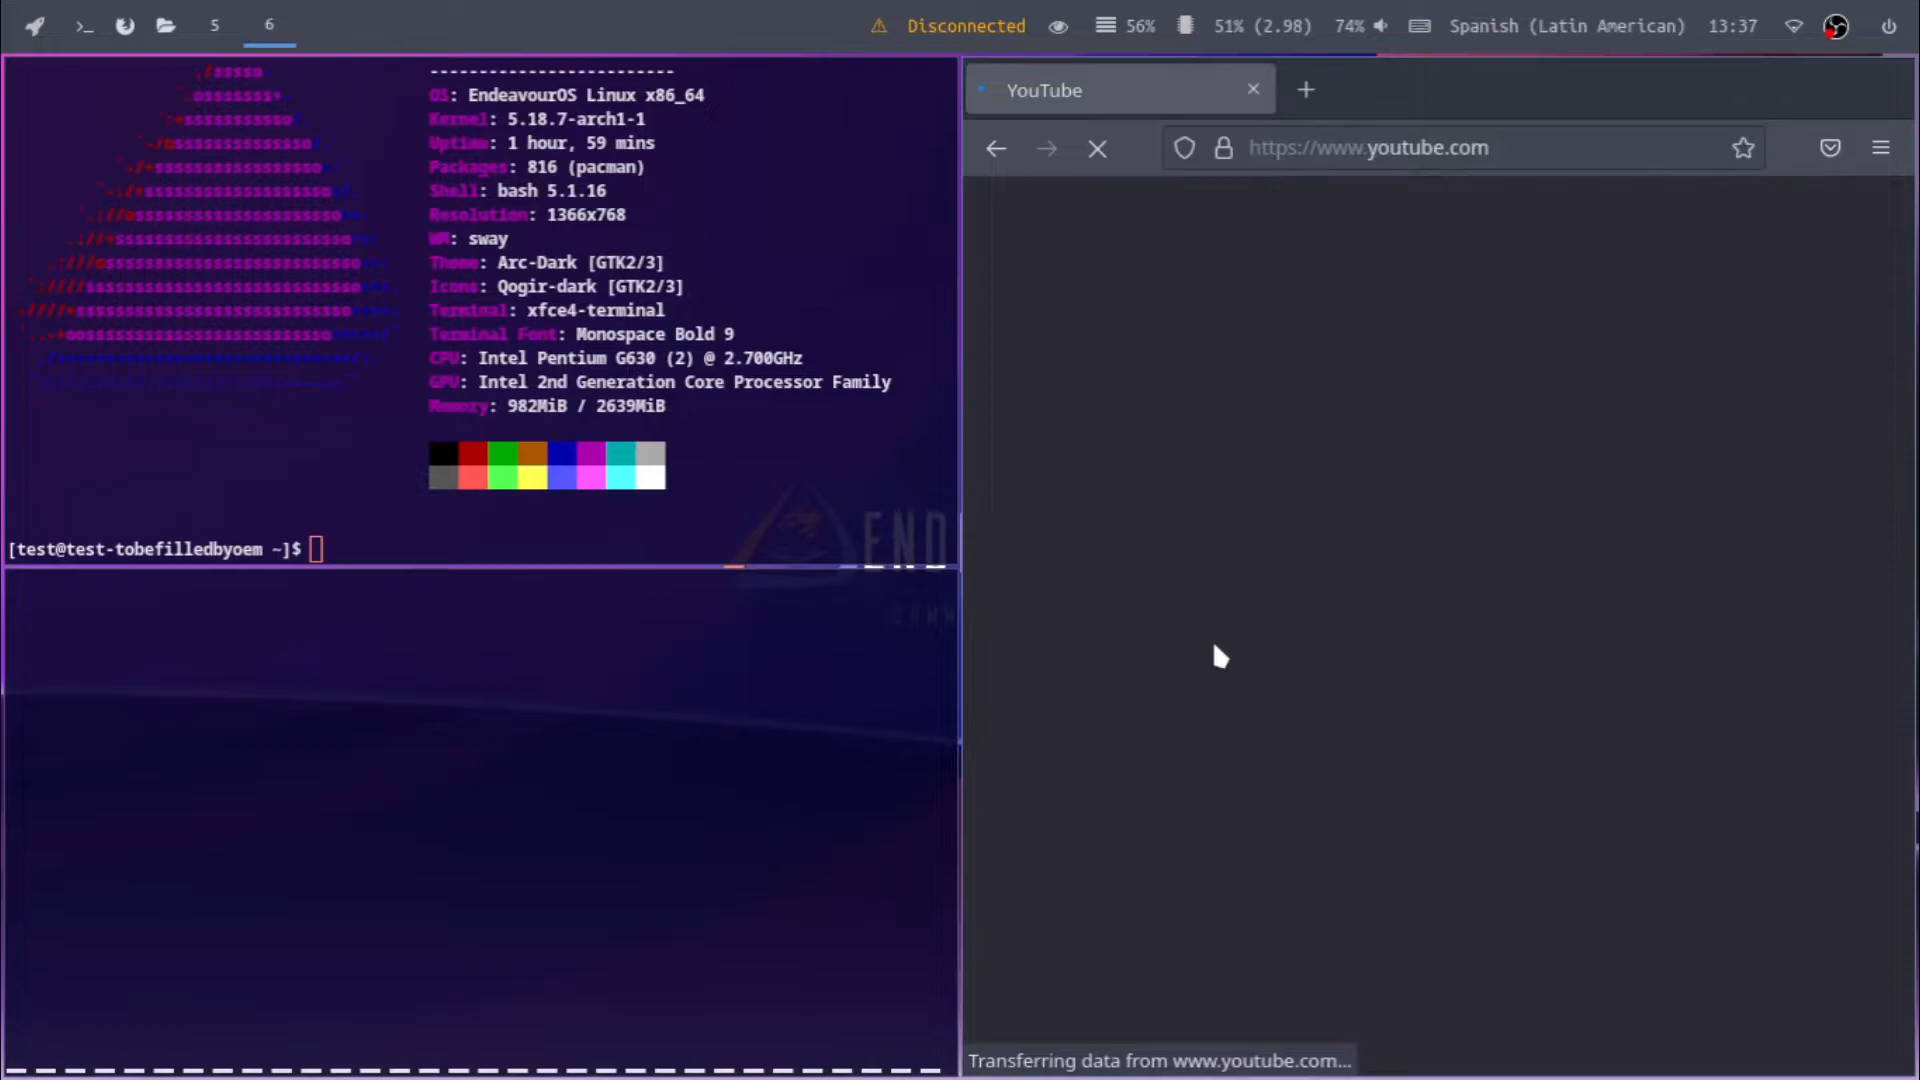 5
6
Disconnected
56%
51% (2.98)
74%
Spanish (Latin American)
13:37
-------------------------
OS: EndeavourOS Linux x86_64
Kernel: 5.18.7-arch1-1
Uptime: 1 hour, 59 mins
Packages: 816 (pacman)
Shell: bash 5.1.16
Resolution: 1366x768
WM: sway
Theme: Arc-Dark [GTK2/3]
Icons: Qogir-dark [GTK2/3]
Terminal: xfce4-terminal
Terminal Font: Monospace Bold 9
CPU: Intel Pentium G630 (2) @ 2.700GHz
GPU: Intel 2nd Generation Core Processor Family
Memory: 982MiB / 2639MiB
END
COMM
[test@test-tobefilledbyoem ~]$
YouTube
https://www.youtube.com
Transferring data from www.youtube.com...